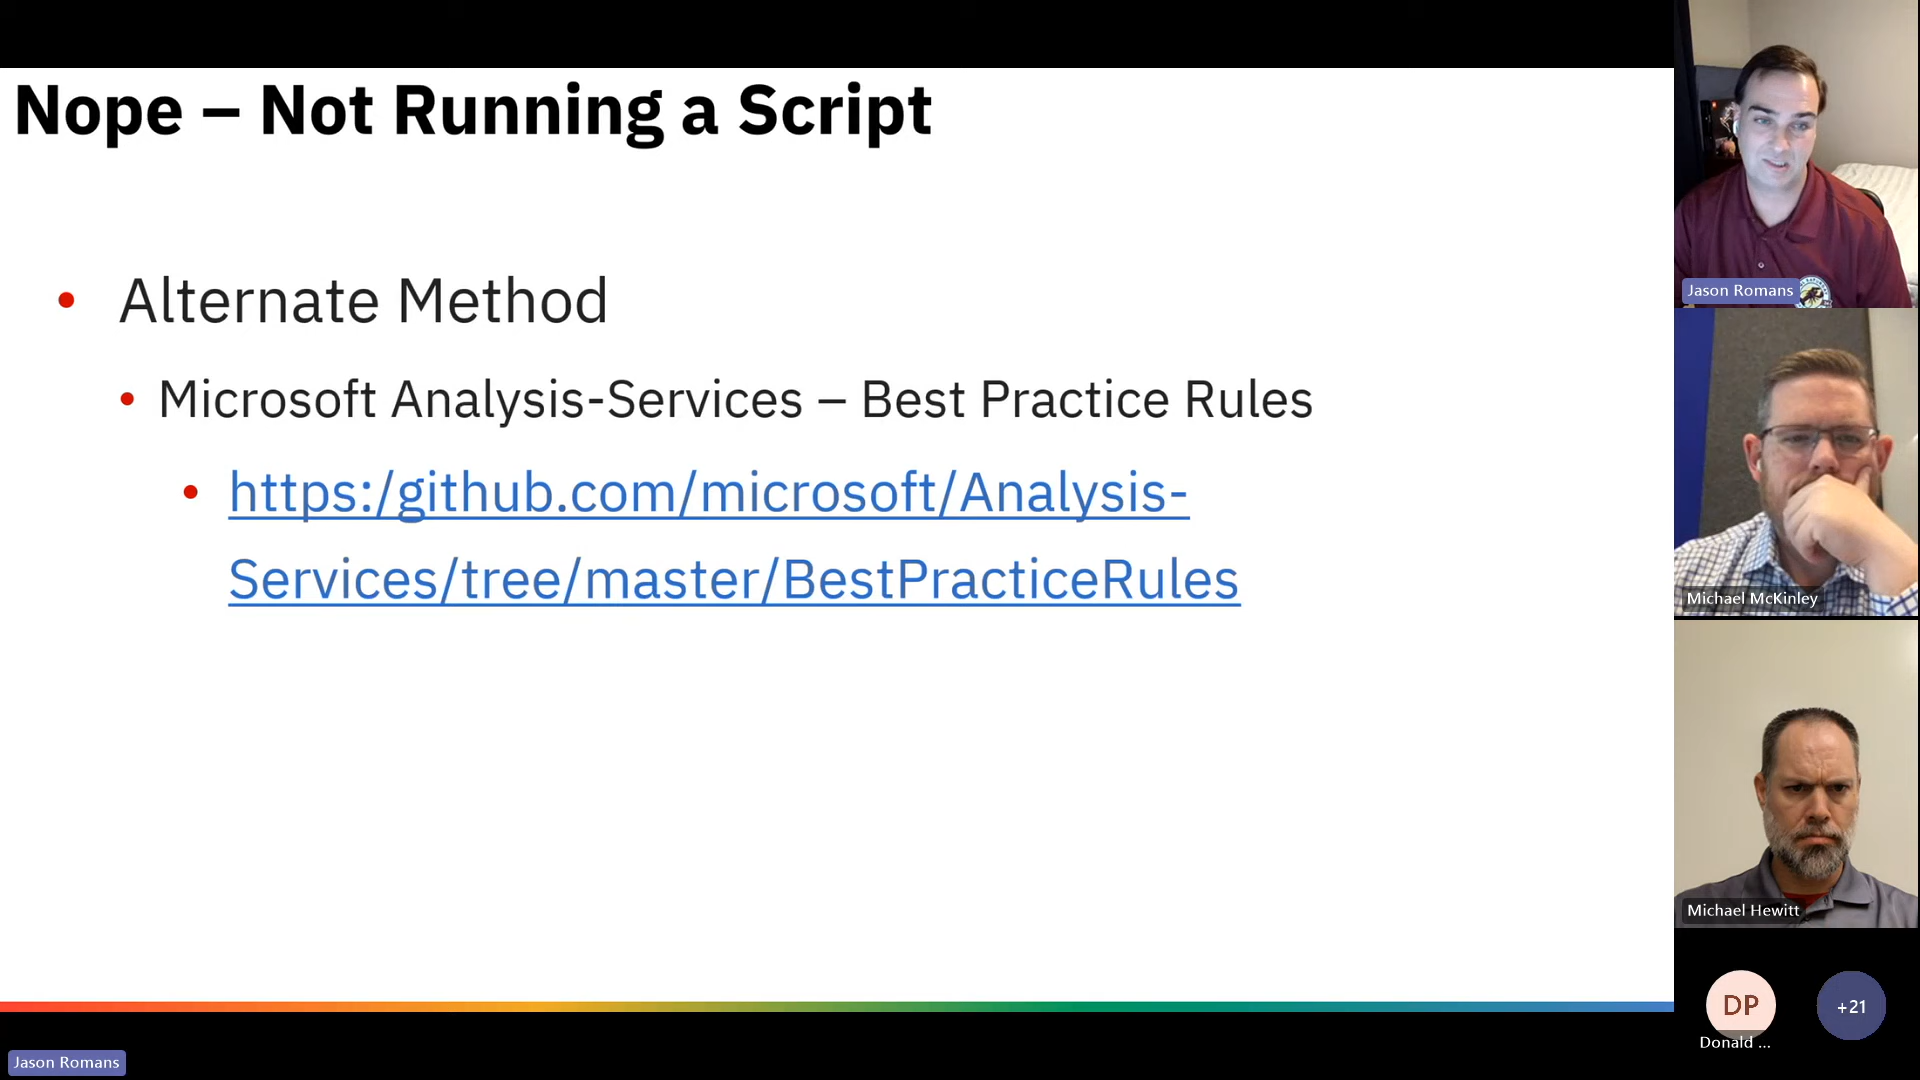 Nope – Not Running a Script
• Alternate Method
• Microsoft Analysis-Services – Best Practice Rules
• https:/github.com/microsoft/Analysis-
Services/tree/master/BestPracticeRules
Jason Romans
Michael McKinley
Michael Hewitt
DP
+21
Donald ...
Jason Romans